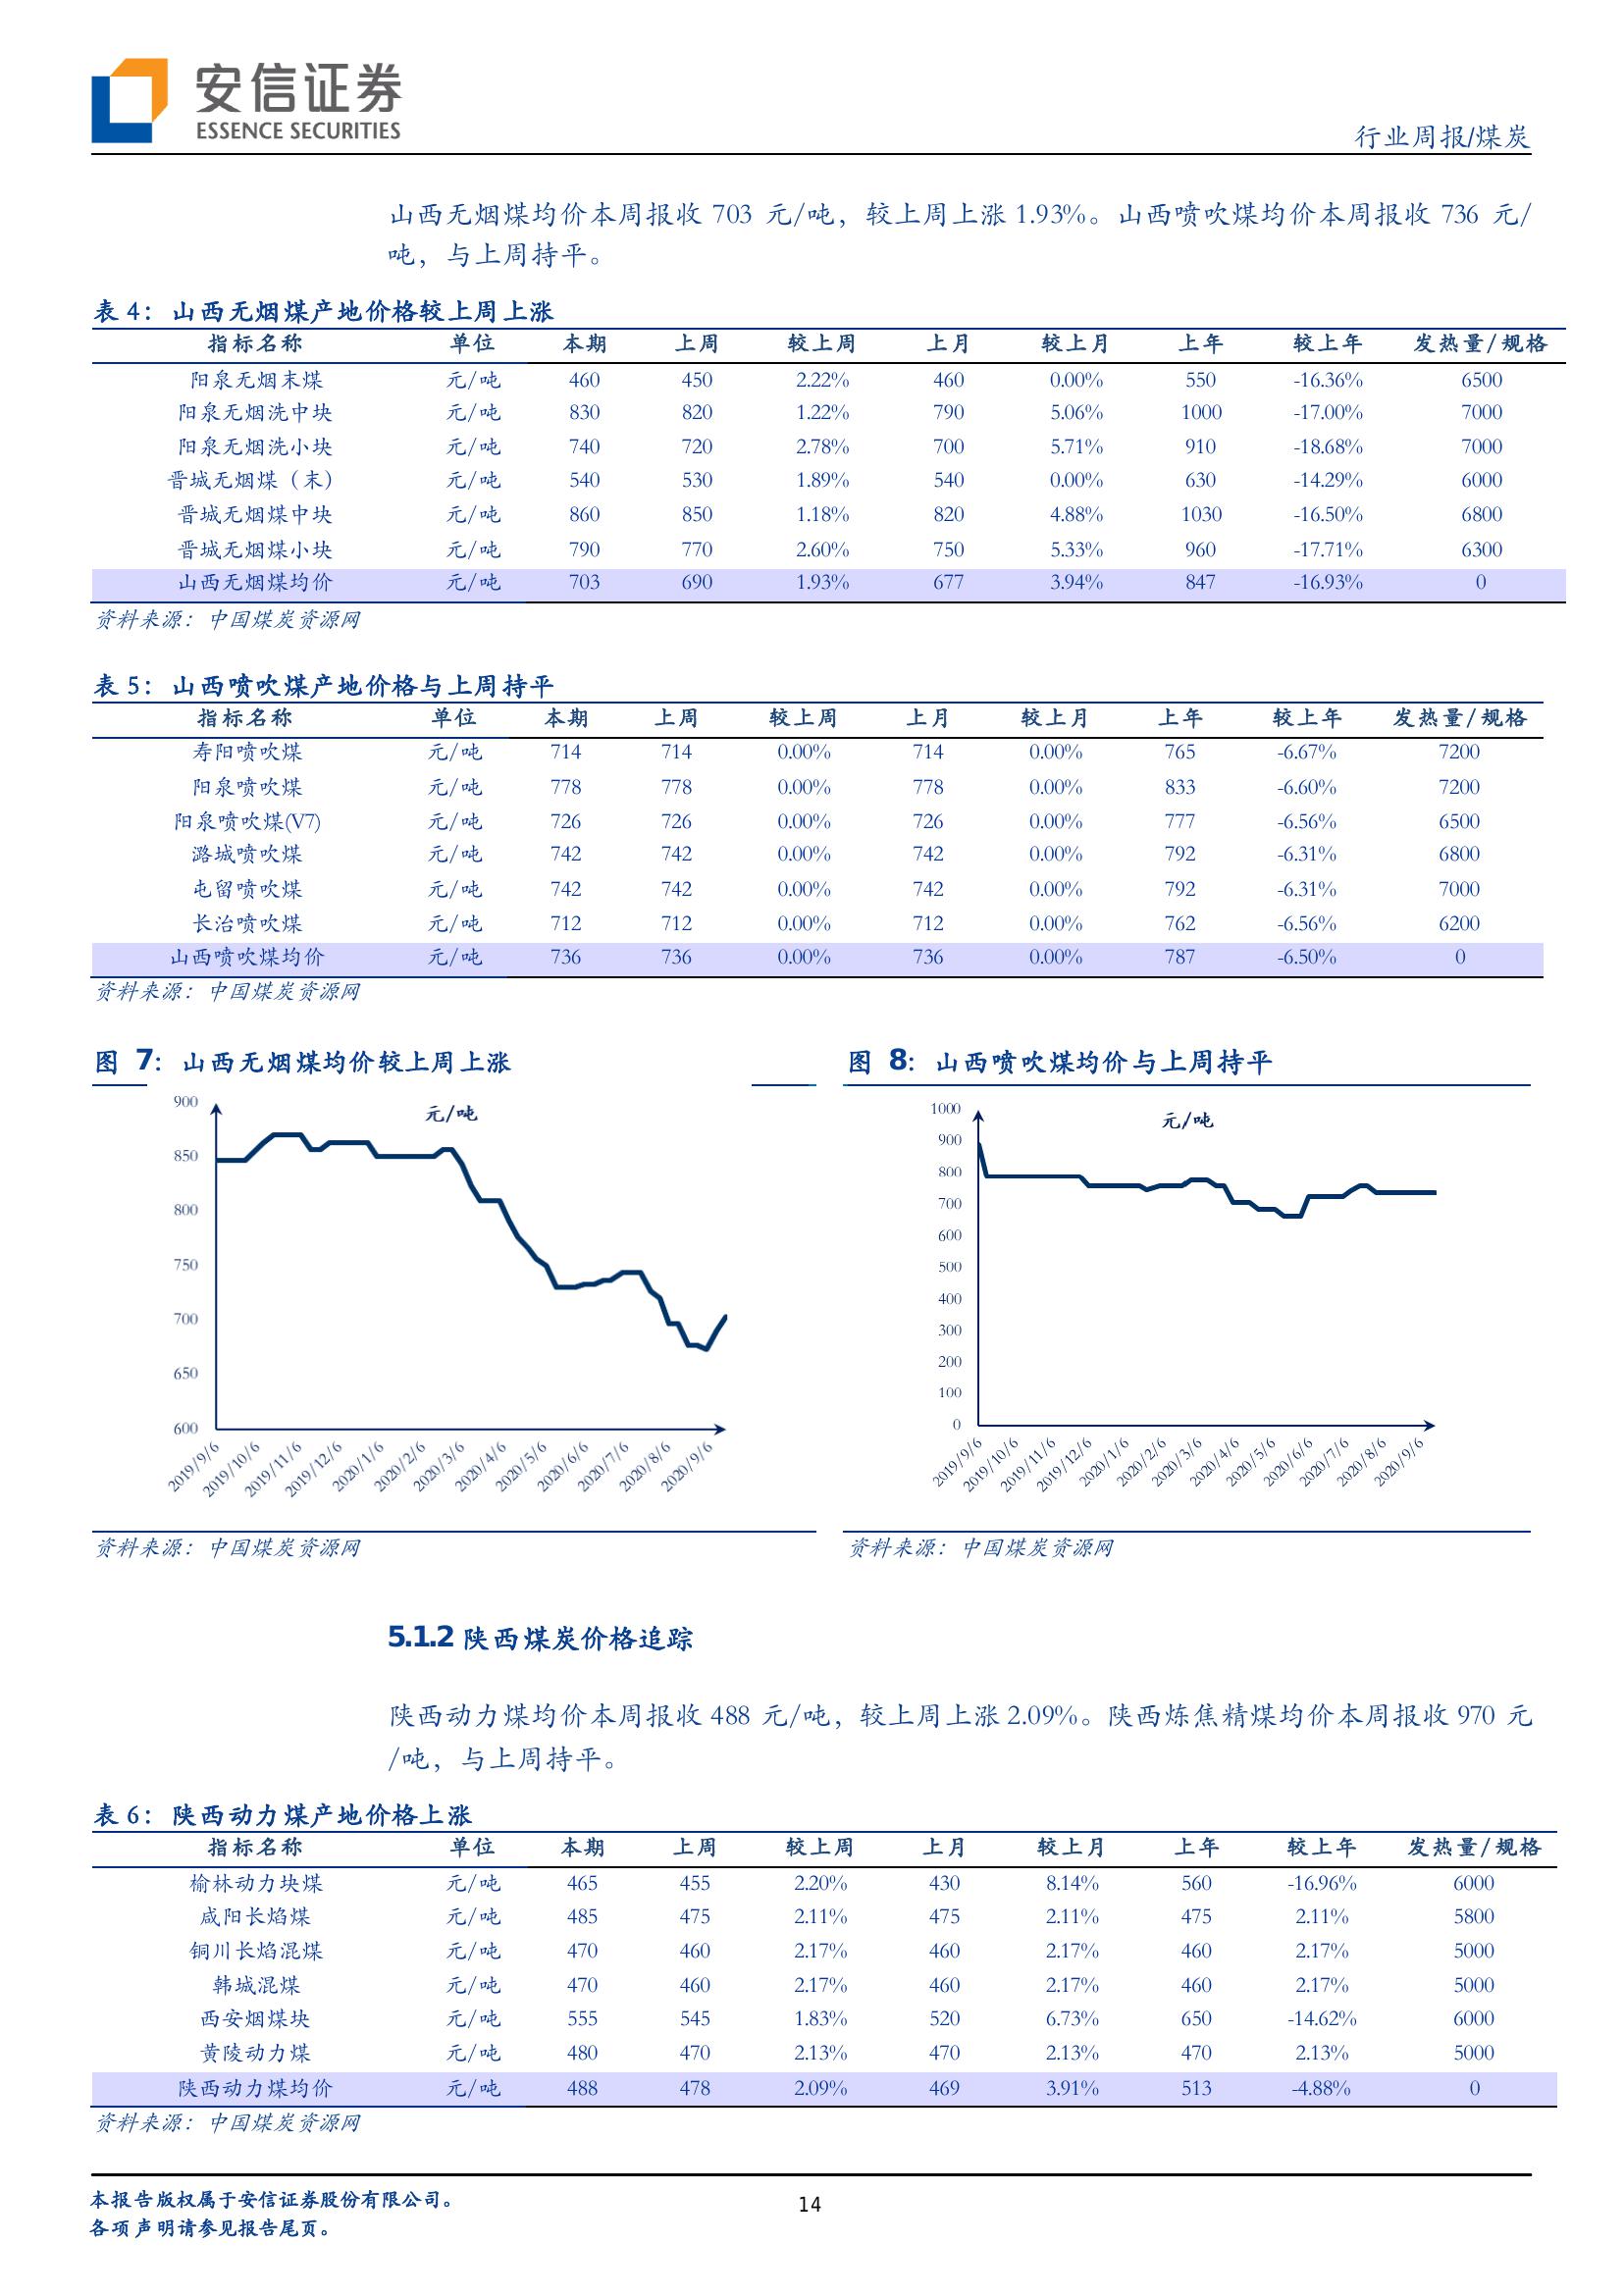 安信证券
ESSENCE SECURITIES
行业周报/煤炭
山西无烟煤均价本周报收 703 元/吨，较上周上涨 1.93%。山西喷吹煤均价本周报收 736 元/
吨，与上周持平。
表 4：山西无烟煤产地价格较上周上涨
指标名称 单位 本期 上周 较上周 上月 较上月 上年 较上年 发热量/规格
阳泉无烟末煤 元/吨 460 450 2.22% 460 0.00% 550 -16.36% 6500
阳泉无烟洗中块 元/吨 830 820 1.22% 790 5.06% 1000 -17.00% 7000
阳泉无烟洗小块 元/吨 740 720 2.78% 700 5.71% 910 -18.68% 7000
晋城无烟煤（末） 元/吨 540 530 1.89% 540 0.00% 630 -14.29% 6000
晋城无烟煤中块 元/吨 860 850 1.18% 820 4.88% 1030 -16.50% 6800
晋城无烟煤小块 元/吨 790 770 2.60% 750 5.33% 960 -17.71% 6300
山西无烟煤均价 元/吨 703 690 1.93% 677 3.94% 847 -16.93% 0
资料来源：中国煤炭资源网
表 5：山西喷吹煤产地价格与上周持平
指标名称 单位 本期 上周 较上周 上月 较上月 上年 较上年 发热量/规格
寿阳喷吹煤 元/吨 714 714 0.00% 714 0.00% 765 -6.67% 7200
阳泉喷吹煤 元/吨 778 778 0.00% 778 0.00% 833 -6.60% 7200
阳泉喷吹煤(V7) 元/吨 726 726 0.00% 726 0.00% 777 -6.56% 6500
潞城喷吹煤 元/吨 742 742 0.00% 742 0.00% 792 -6.31% 6800
屯留喷吹煤 元/吨 742 742 0.00% 742 0.00% 792 -6.31% 7000
长治喷吹煤 元/吨 712 712 0.00% 712 0.00% 762 -6.56% 6200
山西喷吹煤均价 元/吨 736 736 0.00% 736 0.00% 787 -6.50% 0
资料来源：中国煤炭资源网
图 7：山西无烟煤均价较上周上涨
元/吨
900
850
800
750
700
650
600
2019/9/6 2019/10/6 2019/11/6 2019/12/6 2020/1/6 2020/2/6 2020/3/6 2020/4/6 2020/5/6 2020/6/6 2020/7/6 2020/8/6 2020/9/6
资料来源：中国煤炭资源网
图 8：山西喷吹煤均价与上周持平
元/吨
1000
900
800
700
600
500
400
300
200
100
0
2019/9/6 2019/10/6 2019/11/6 2019/12/6 2020/1/6 2020/2/6 2020/3/6 2020/4/6 2020/5/6 2020/6/6 2020/7/6 2020/8/6 2020/9/6
资料来源：中国煤炭资源网
5.1.2 陕西煤炭价格追踪
陕西动力煤均价本周报收 488 元/吨，较上周上涨 2.09%。陕西炼焦精煤均价本周报收 970 元
/吨，与上周持平。
表 6：陕西动力煤产地价格上涨
指标名称 单位 本期 上周 较上周 上月 较上月 上年 较上年 发热量/规格
榆林动力块煤 元/吨 465 455 2.20% 430 8.14% 560 -16.96% 6000
咸阳长焰煤 元/吨 485 475 2.11% 475 2.11% 475 2.11% 5800
铜川长焰混煤 元/吨 470 460 2.17% 460 2.17% 460 2.17% 5000
韩城混煤 元/吨 470 460 2.17% 460 2.17% 460 2.17% 5000
西安烟煤块 元/吨 555 545 1.83% 520 6.73% 650 -14.62% 6000
黄陵动力煤 元/吨 480 470 2.13% 470 2.13% 470 2.13% 5000
陕西动力煤均价 元/吨 488 478 2.09% 469 3.91% 513 -4.88% 0
资料来源：中国煤炭资源网
本报告版权属于安信证券股份有限公司。
各项声明请参见报告尾页。
14